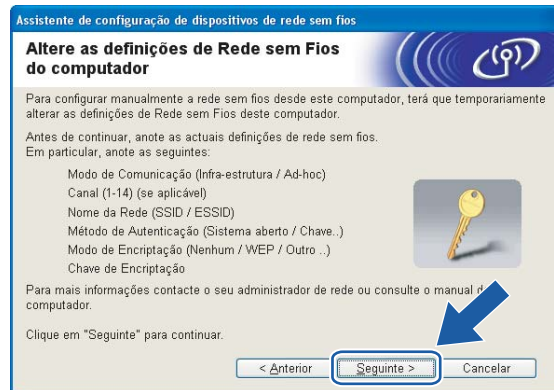 Assistente de configuração de dispositivos de rede sem fios
Altere as definições de Rede sem Fios
do computador
Para configurar manualmente a rede sem fios desde este computador, terá que temporariamente
alterar as definições de Rede sem Fios deste computador.
Antes de continuar, anote as actuais definições de rede sem fios.
Em particular, anote as seguintes:
Modo de Comunicação (Infra-estrutura / Ad-hoc)
Canal (1-14) (se aplicável)
Nome da Rede (SSID / ESSID)
Método de Autenticação (Sistema aberto / Chave..)
Modo de Encriptação (Nenhum / WEP / Outro ..)
Chave de Encriptação
Para mais informações contacte o seu administrador de rede ou consulte o manual
computador.
Clique em "Seguinte" para continuar.
< Anterior Seguinte > Cancelar